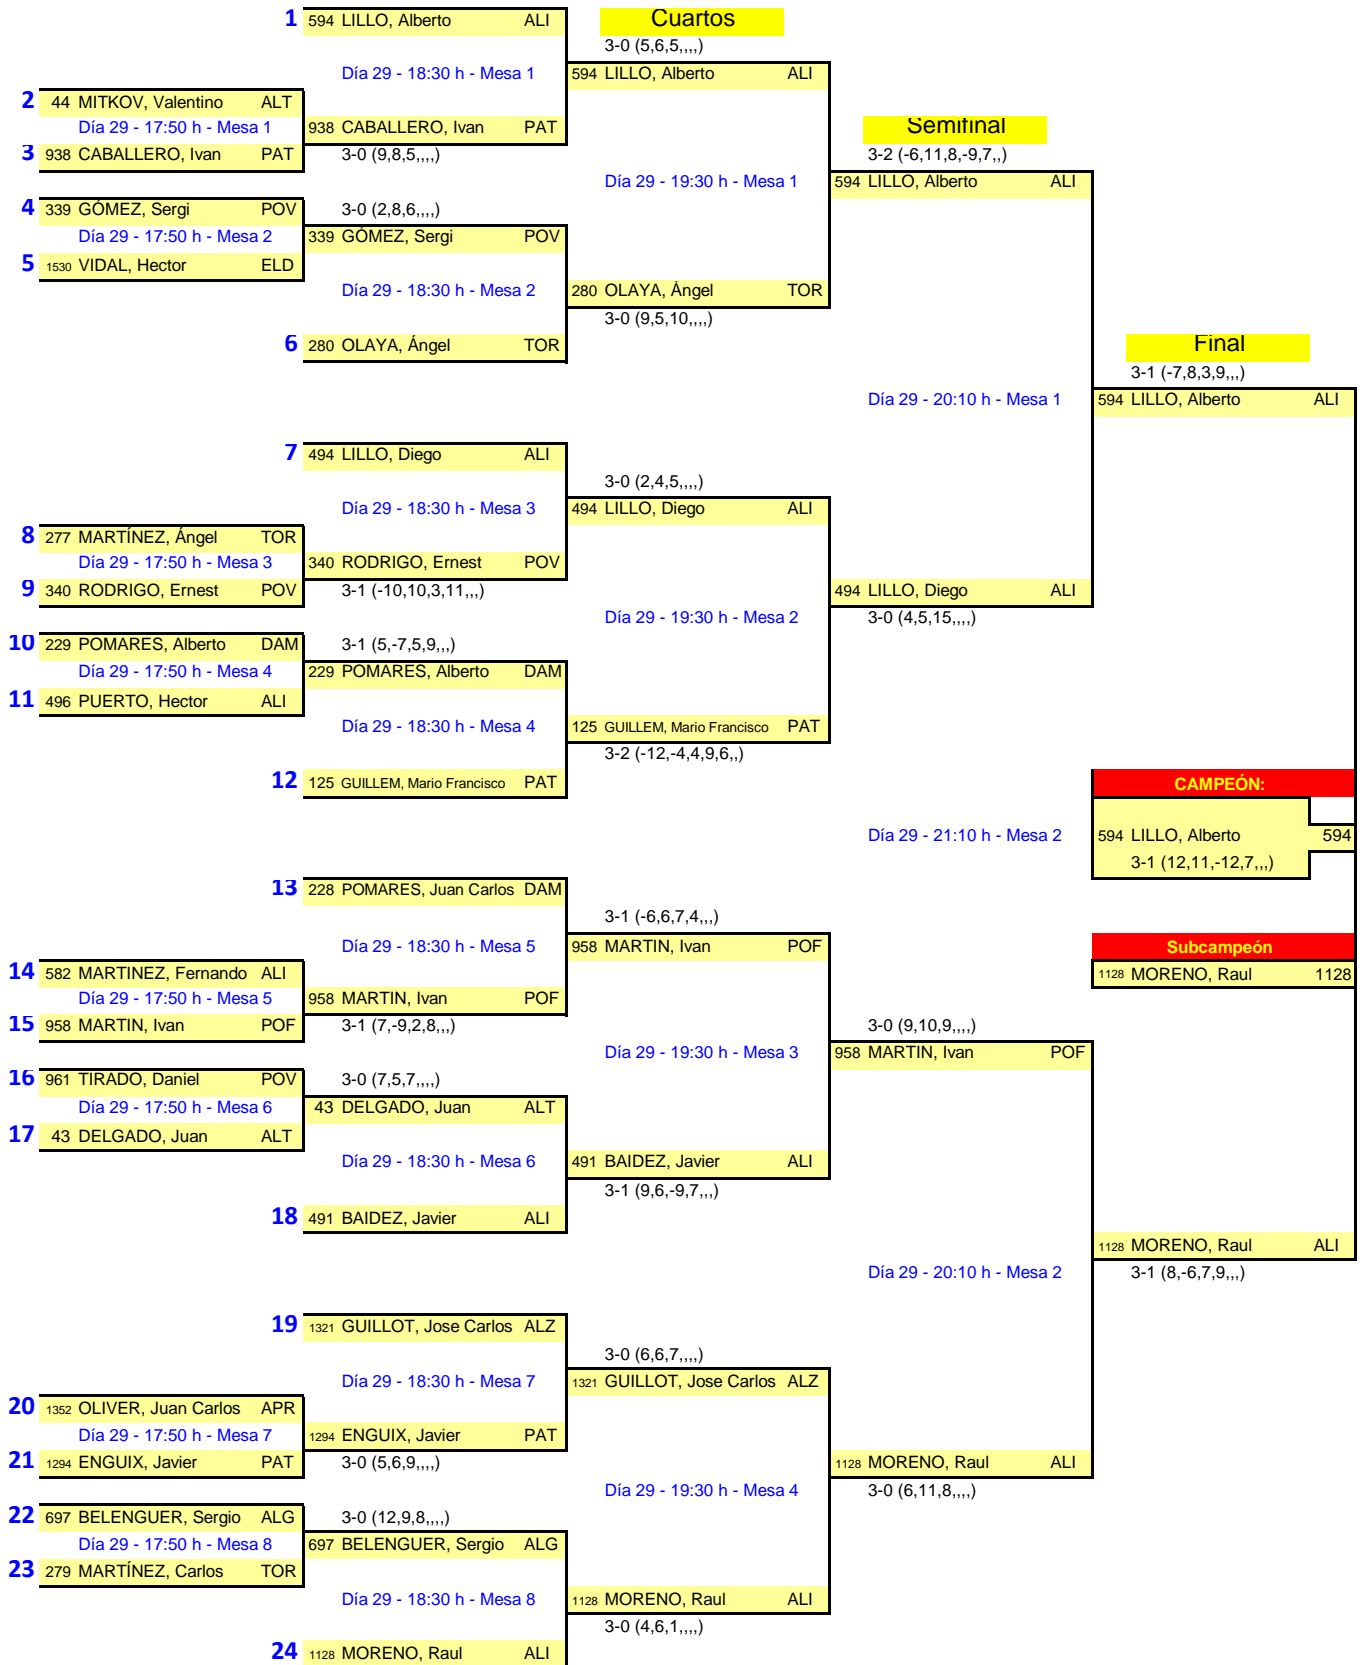 1 594 LILLO, Alberto ALI Cuartos
3-0 (5,6,5,,,,)
Día 29 - 18:30 h - Mesa 1 594 LILLO, Alberto ALI
2 44 MITKOV, Valentino ALT
Día 29 - 17:50 h - Mesa 1 938 CABALLERO, Ivan PAT Semifinal
3 938 CABALLERO, Ivan PAT 3-0 (9,8,5,,,,) 3-2 (-6,11,8,-9,7,,)
Día 29 - 19:30 h - Mesa 1 594 LILLO, Alberto ALI
4 339 GÓMEZ, Sergi POV 3-0 (2,8,6,,,,)
Día 29 - 17:50 h - Mesa 2 339 GÓMEZ, Sergi POV
5 1530 VIDAL, Hector ELD
Día 29 - 18:30 h - Mesa 2 280 OLAYA, Ángel TOR
3-0 (9,5,10,,,,)
6 280 OLAYA, Ángel TOR Final
3-1 (-7,8,3,9,,,)
Día 29 - 20:10 h - Mesa 1 594 LILLO, Alberto ALI
7 494 LILLO, Diego ALI
3-0 (2,4,5,,,,)
Día 29 - 18:30 h - Mesa 3 494 LILLO, Diego ALI
8 277 MARTÍNEZ, Ángel TOR
Día 29 - 17:50 h - Mesa 3 340 RODRIGO, Ernest POV
9 340 RODRIGO, Ernest POV 3-1 (-10,10,3,11,,,) 494 LILLO, Diego ALI
Día 29 - 19:30 h - Mesa 2 3-0 (4,5,15,,,,)
10 229 POMARES, Alberto DAM 3-1 (5,-7,5,9,,,)
Día 29 - 17:50 h - Mesa 4 229 POMARES, Alberto DAM
11 496 PUERTO, Hector ALI
Día 29 - 18:30 h - Mesa 4 125 GUILLEM, Mario Francisco PAT
3-2 (-12,-4,4,9,6,,)
12 125 GUILLEM, Mario Francisco PAT CAMPEÓN:
Día 29 - 21:10 h - Mesa 2 594 LILLO, Alberto 594
3-1 (12,11,-12,7,,,)
13 228 POMARES, Juan Carlos DAM
3-1 (-6,6,7,4,,,)
Día 29 - 18:30 h - Mesa 5 958 MARTIN, Ivan POF Subcampeón
14 582 MARTINEZ, Fernando ALI 1128 MORENO, Raul 1128
Día 29 - 17:50 h - Mesa 5 958 MARTIN, Ivan POF
15 958 MARTIN, Ivan POF 3-1 (7,-9,2,8,,,) 3-0 (9,10,9,,,,)
Día 29 - 19:30 h - Mesa 3 958 MARTIN, Ivan POF
16 961 TIRADO, Daniel POV 3-0 (7,5,7,,,,)
Día 29 - 17:50 h - Mesa 6 43 DELGADO, Juan ALT
17 43 DELGADO, Juan ALT
Día 29 - 18:30 h - Mesa 6 491 BAIDEZ, Javier ALI
3-1 (9,6,-9,7,,,)
18 491 BAIDEZ, Javier ALI
1128 MORENO, Raul ALI
Día 29 - 20:10 h - Mesa 2 3-1 (8,-6,7,9,,,)
19 1321 GUILLOT, Jose Carlos ALZ
3-0 (6,6,7,,,,)
Día 29 - 18:30 h - Mesa 7 1321 GUILLOT, Jose Carlos ALZ
20 1352 OLIVER, Juan Carlos APR
Día 29 - 17:50 h - Mesa 7 1294 ENGUIX, Javier PAT
21 1294 ENGUIX, Javier PAT 3-0 (5,6,9,,,,) 1128 MORENO, Raul ALI
Día 29 - 19:30 h - Mesa 4 3-0 (6,11,8,,,,)
22 697 BELENGUER, Sergio ALG 3-0 (12,9,8,,,,)
Día 29 - 17:50 h - Mesa 8 697 BELENGUER, Sergio ALG
23 279 MARTÍNEZ, Carlos TOR
Día 29 - 18:30 h - Mesa 8 1128 MORENO, Raul ALI
3-0 (4,6,1,,,,)
24 1128 MORENO, Raul ALI